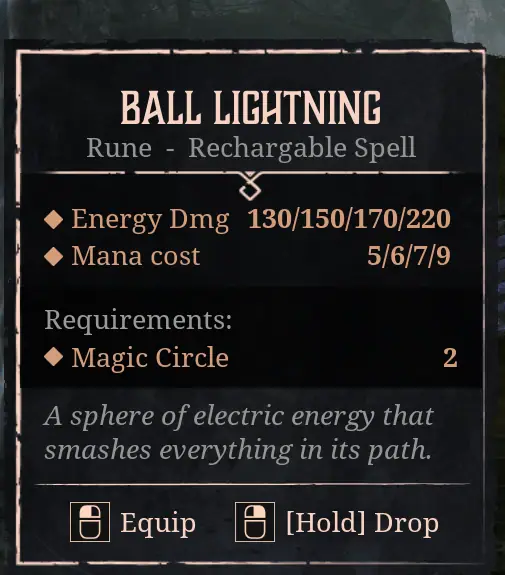 BALL LIGHTNING
Rune - Rechargable Spell
Energy Dmg 130/150/170/220
Mana cost 5/6/7/9
Requirements:
Magic Circle 2
A sphere of electric energy that
smashes everything in its path.
Equip [Hold] Drop